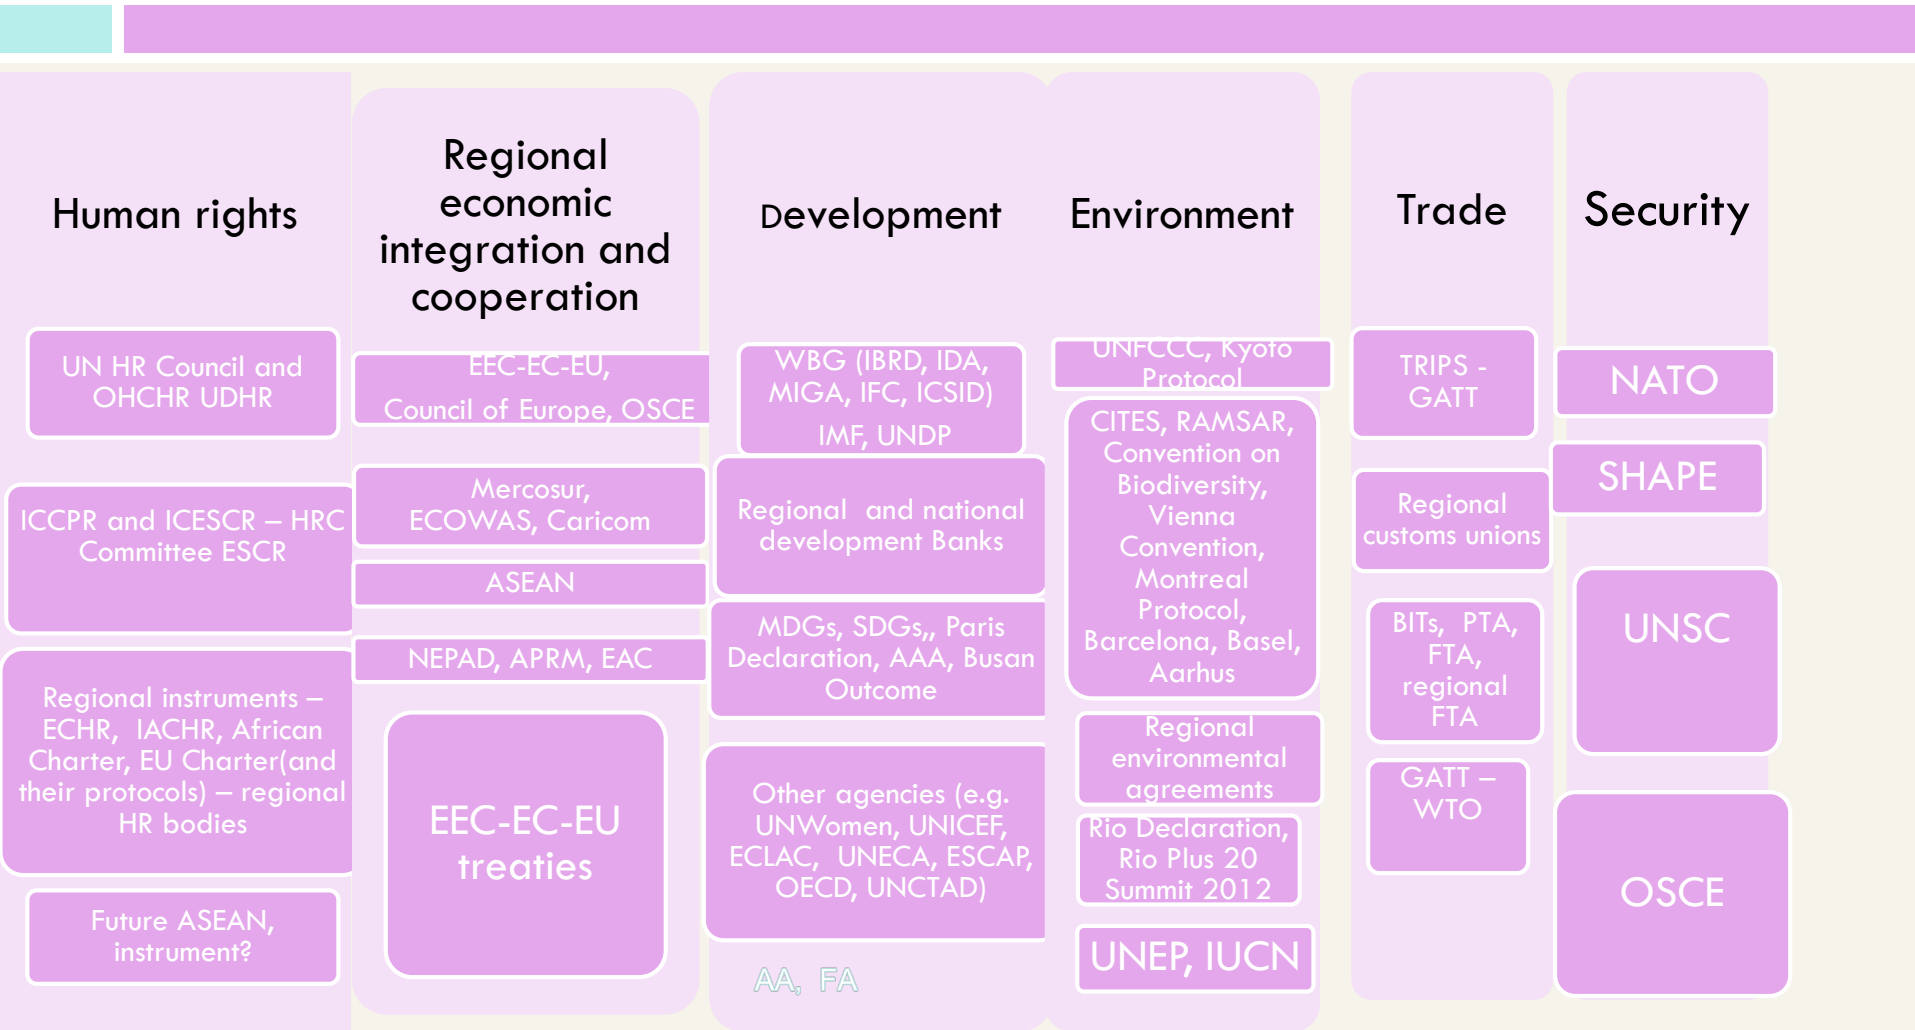 Human rights
UN HR Council and
OHCHR UDHR
ICCPR and ICESCR – HRC
Committee ESCR
Regional instruments –
ECHR,  IACHR, African
Charter, EU Charter(and
their protocols) – regional
HR bodies
Future ASEAN,
instrument?
Regional
economic
integration and
cooperation
EEC-EC-EU,
Council of Europe, OSCE
Mercosur,
ECOWAS, Caricom
ASEAN
NEPAD, APRM, EAC
EEC-EC-EU
treaties
Development
WBG (IBRD, IDA,
MIGA, IFC, ICSID)
IMF, UNDP
Regional  and national
development Banks
MDGs, SDGs,, Paris
Declaration, AAA, Busan
Outcome
Other agencies (e.g.
UNWomen, UNICEF,
ECLAC,  UNECA, ESCAP,
OECD, UNCTAD)
AA,  FA
Environment
UNFCCC, Kyoto
Protocol
CITES, RAMSAR,
Convention on
Biodiversity,
Vienna
Convention,
Montreal
Protocol,
Barcelona, Basel,
Aarhus
Regional
environmental
agreements
Rio Declaration,
Rio Plus 20
Summit 2012
UNEP, IUCN
Trade
TRIPS -
GATT
Regional
customs unions
BITs,  PTA,
FTA,
regional
FTA
GATT –
WTO
Security
NATO
SHAPE
UNSC
OSCE